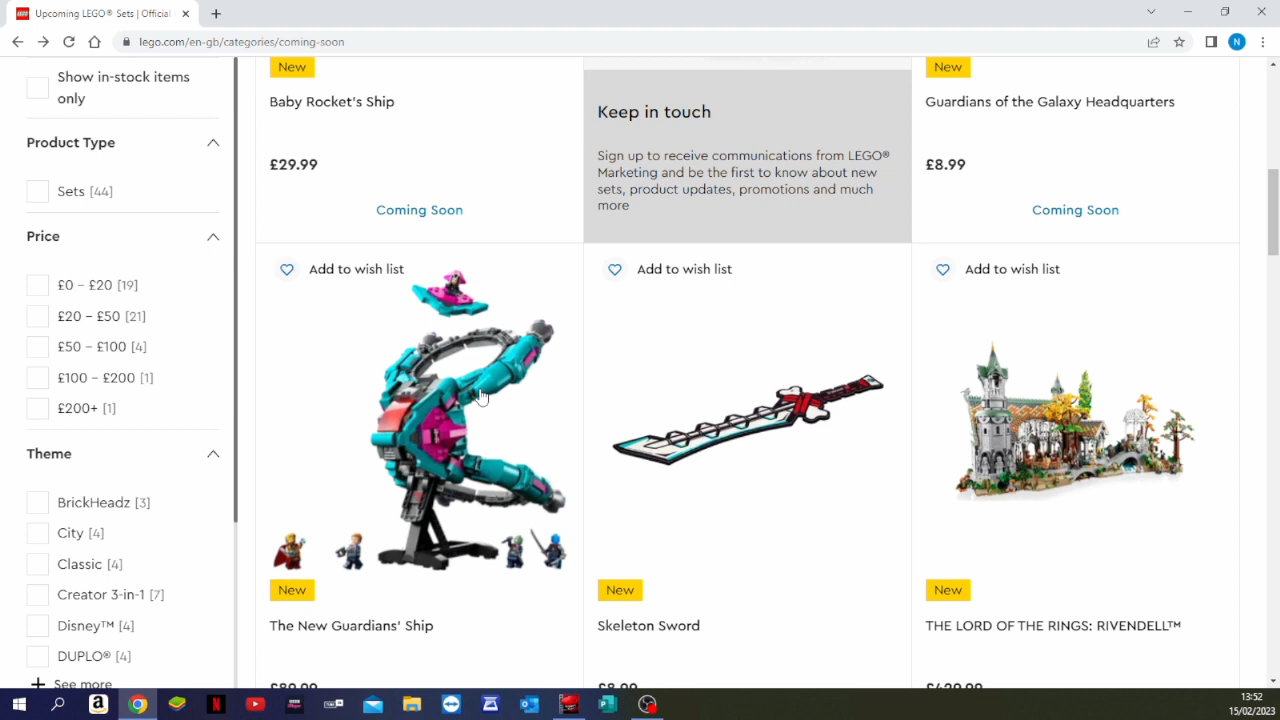 Upcoming LEGO® Sets | Official
lego.com/en-gb/categories/coming-soon
N
Show in-stock items
only
Product Type
Sets [44]
Price
£0 – £20 [19]
£20 – £50 [21]
£50 – £100 [4]
£100 – £200 [1]
£200+ [1]
Theme
BrickHeadz [3]
City [4]
Classic [4]
Creator 3-in-1 [7]
Disney™ [4]
DUPLO® [4]
See more
New
Baby Rocket's Ship
£29.99
Coming Soon
Keep in touch
Sign up to receive communications from LEGO®
Marketing and be the first to know about new
sets, product updates, promotions and much
more
New
Guardians of the Galaxy Headquarters
£8.99
Coming Soon
Add to wish list
New
The New Guardians' Ship
£89.99
Add to wish list
New
Skeleton Sword
£8.99
Add to wish list
New
THE LORD OF THE RINGS: RIVENDELL™
£429.99
13:52
15/02/2023